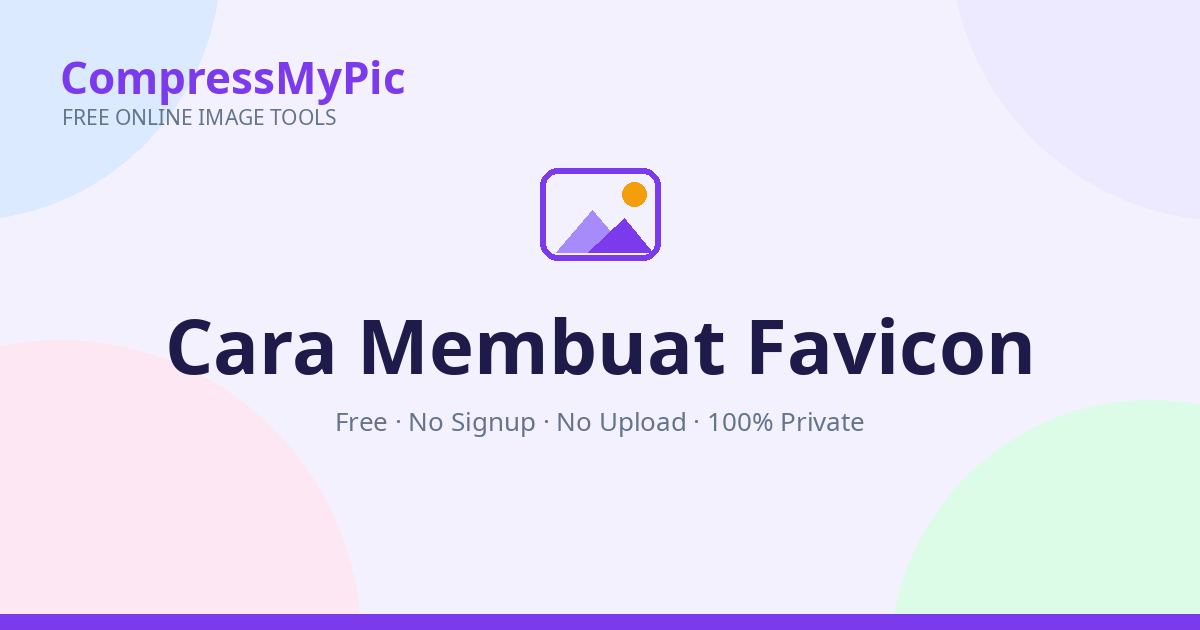 CompressMyPic
FREE ONLINE IMAGE TOOLS
Cara Membuat Favicon
Free · No Signup · No Upload · 100% Private